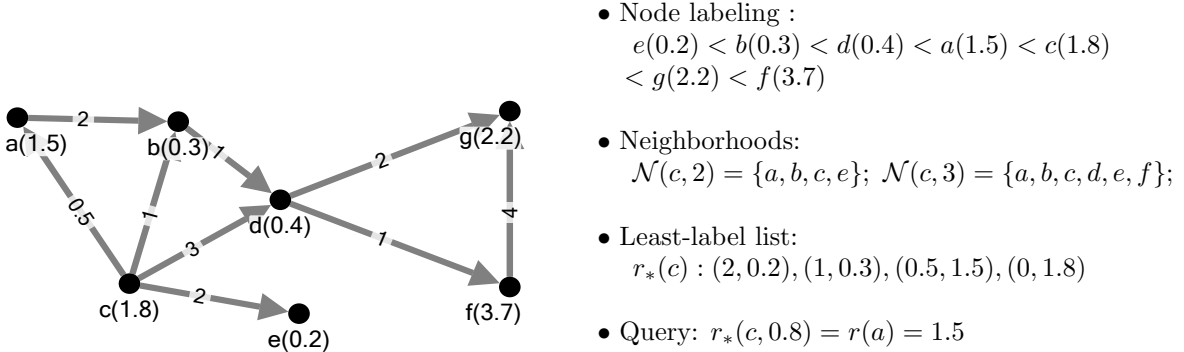 a(1.5)
2
b(0.3)
1
0.5
1
3
d(0.4)
2
1
g(2.2)
4
c(1.8)
2
e(0.2)
f(3.7)
• Node labeling :
e(0.2) < b(0.3) < d(0.4) < a(1.5) < c(1.8)
< g(2.2) < f(3.7)
• Neighborhoods:
𝒩(c, 2) = {a, b, c, e}; 𝒩(c, 3) = {a, b, c, d, e, f};
• Least-label list:
r∗(c) : (2, 0.2), (1, 0.3), (0.5, 1.5), (0, 1.8)
• Query: r∗(c, 0.8) = r(a) = 1.5